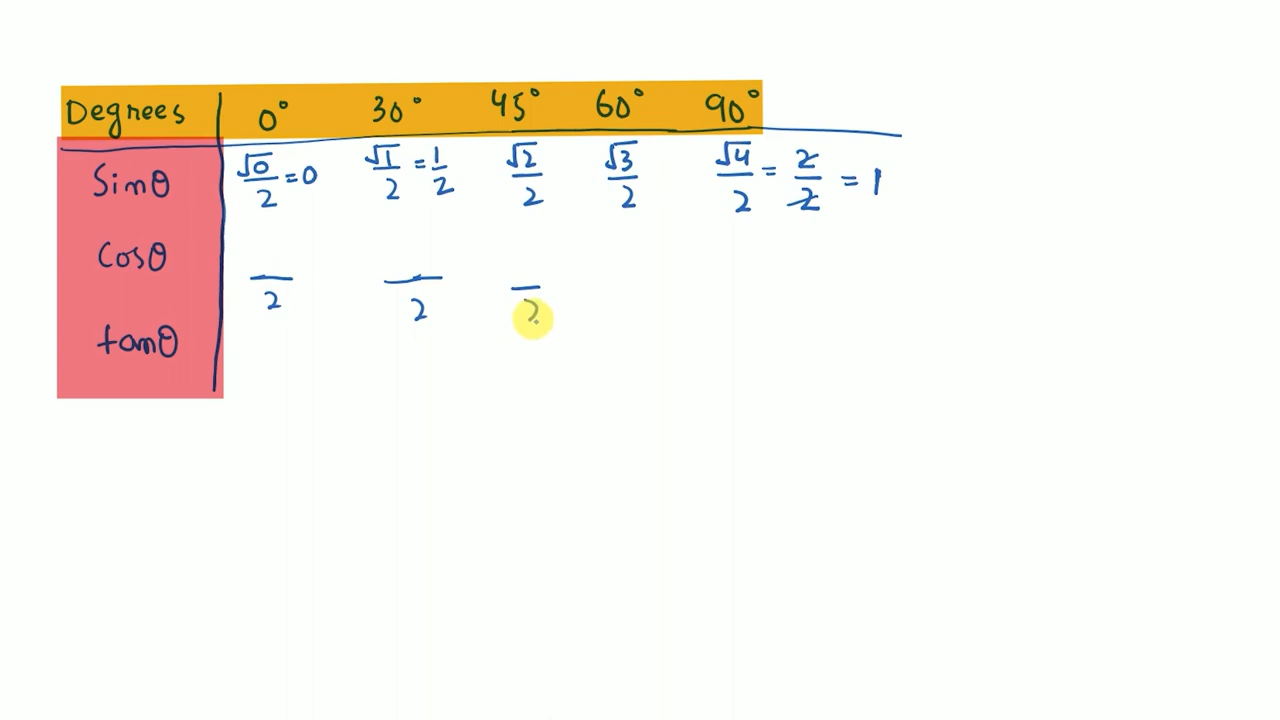 Degrees 0° 30° 45° 60° 90°
Sinθ √0/2 = 0 √1/2 = 1/2 √2/2 √3/2 √4/2 = 2/2 = 1
Cosθ /2 /2 /2
tanθ